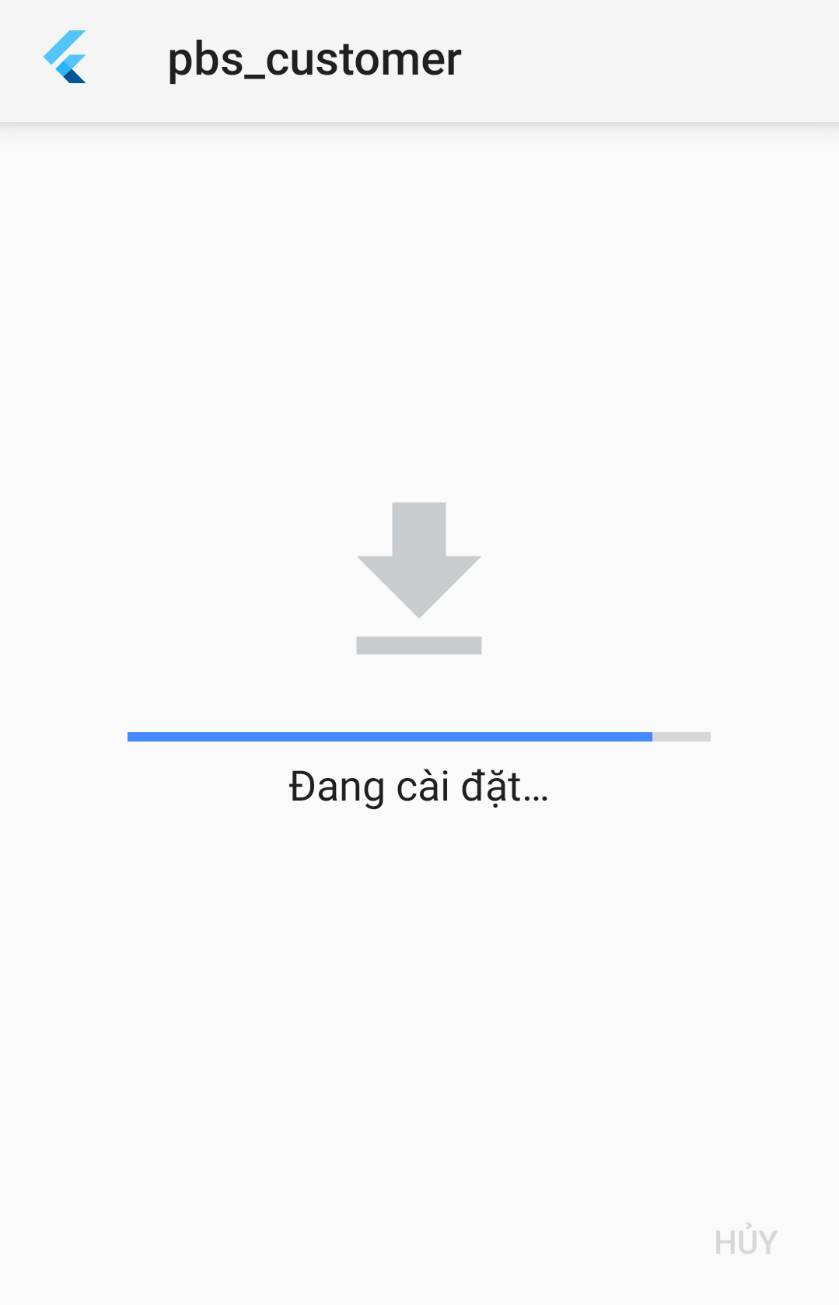 pbs_customer
Đang cài đặt...
HỦY